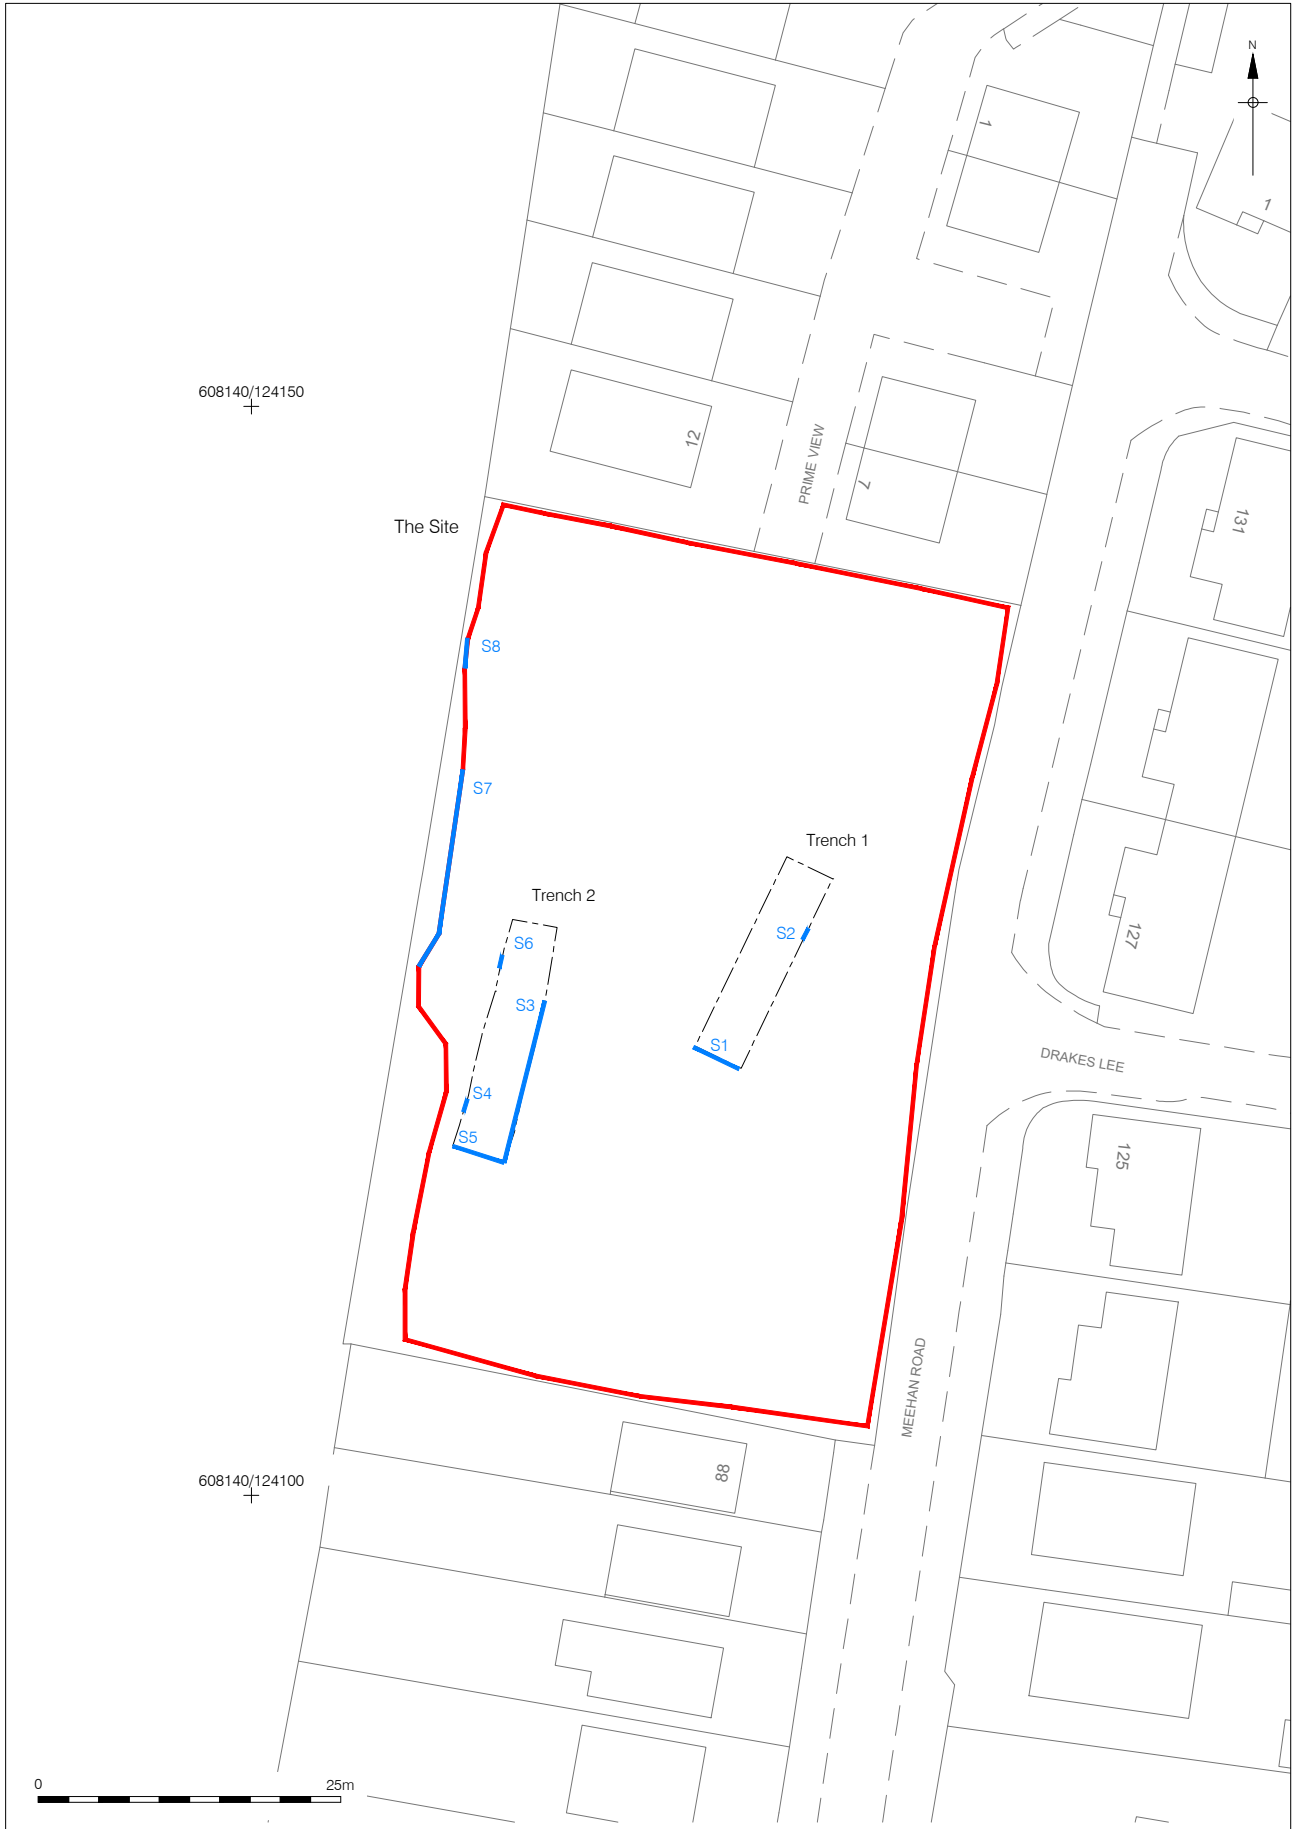 N
1
1
608140/124150
12
PRIME VIEW
7
131
The Site
S8
S7
Trench 1
Trench 2
S2
S6
127
S3
S1
DRAKES LEE
S4
S5
125
MEEHAN ROAD
88
608140/124100
0
25m